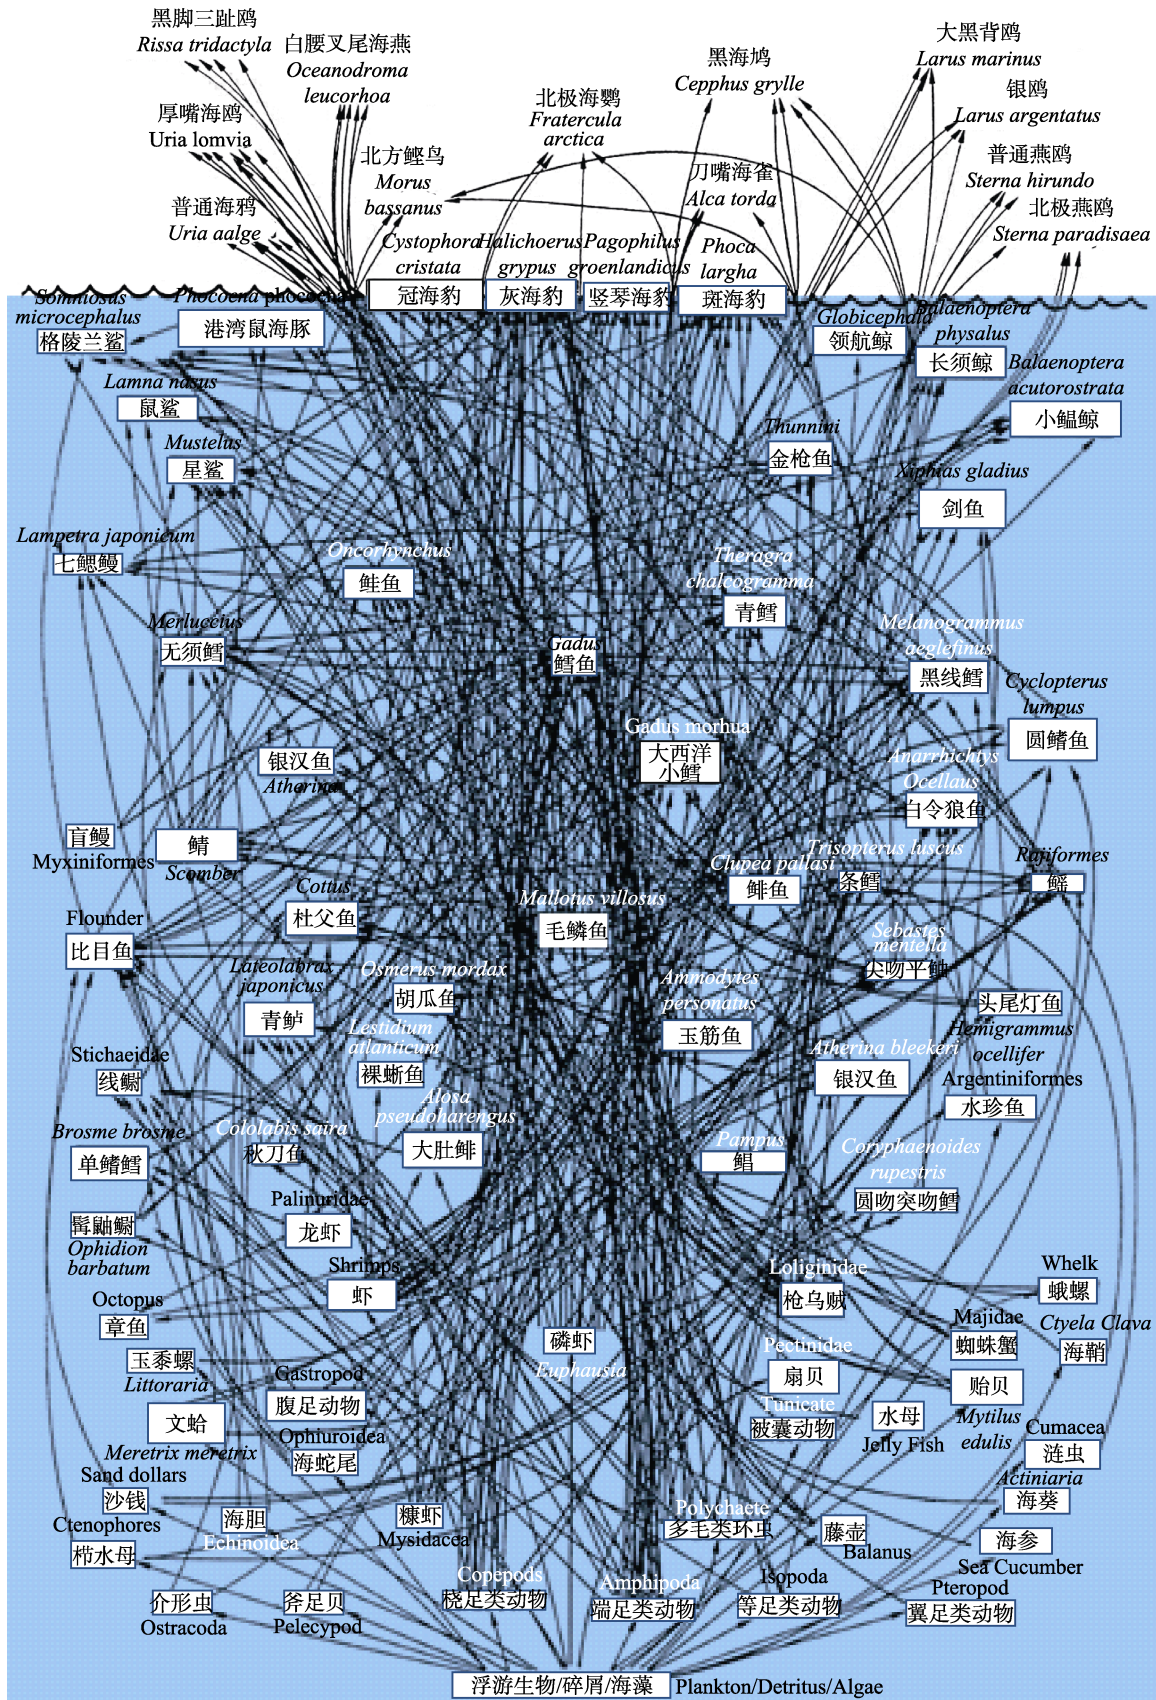 黑脚三趾鸥
Rissa tridactyla
白腰叉尾海燕
Oceanodroma
leucorhoa
厚嘴海鸥
Uria lomvia
普通海鸦
Uria aalge
北方鲣鸟
Morus
bassanus
北极海鹦
Fratercula
arctica
黑海鸠
Cepphus grylle
刀嘴海雀
Alca torda
大黑背鸥
Larus marinus
银鸥
Larus argentatus
普通燕鸥
Sterna hirundo
北极燕鸥
Sterna paradisaea
Cystophora
cristata
冠海豹
Halichoerus
grypus
灰海豹
Pagophilus
groenlandicus
竖琴海豹
Phoca
largha
斑海豹
Somniosus
microcephalus
格陵兰鲨
Phocoena phocoena
港湾鼠海豚
Globicephala
领航鲸
Balaenoptera
physalus
长须鲸
Balaenoptera
acutorostrata
小鰛鲸
Lamna nasus
鼠鲨
Mustelus
星鲨
Thunnini
金枪鱼
Xiphias gladius
剑鱼
Lampetra japonicum
七鳃鳗
Oncorhynchus
鲑鱼
Theragra
chalcogramma
青鳕
Merluccius
无须鳕
Gadus
鳕鱼
Melanogrammus
aeglefinus
黑线鳕
Cyclopterus
lumpus
圆鳍鱼
Gadus morhua
大西洋
小鳕
银汉鱼
Atherina
Anarrhichtys
Ocellaus
白令狼鱼
盲鳗
Myxiniformes
鲭
Scomber
Trisopterus luscus
条鳕
Clupea pallasi
鲱鱼
Rajiformes
鳐
Cottus
杜父鱼
Mallotus villosus
毛鳞鱼
Flounder
比目鱼
Sebastes
mentella
尖吻平鲉
Lateolabrax
japonicus
青鲈
Osmerus mordax
胡瓜鱼
Ammodytes
personatus
玉筋鱼
头尾灯鱼
Hemigrammus
ocellifer
Lestidium
atlanticum
裸蜥鱼
Atherina bleekeri
银汉鱼
Stichaeidae
线鳚
Argentiniformes
水珍鱼
Alosa
pseudoharengus
大肚鲱
Brosme brosme
单鳍鳕
Cololabis saira
秋刀鱼
Pampus
鲳
Coryphaenoides
rupestris
圆吻突吻鳕
Palinuridae
龙虾
髯鼬鳚
Ophidion
barbatum
Shrimps
虾
Loliginidae
枪乌贼
Whelk
蛾螺
Octopus
章鱼
磷虾
Euphausia
Majidae
蜘蛛蟹
Ctyela Clava
海鞘
玉黍螺
Littoraria
Gastropod
腹足动物
Pectinidae
扇贝
贻贝
Mytilus
edulis
文蛤
Meretrix meretrix
Tunicate
被囊动物
水母
Jelly Fish
Ophiuroidea
海蛇尾
Cumacea
涟虫
Sand dollars
沙钱
Actiniaria
海葵
海胆
Echinoidea
糠虾
Mysidacea
Polychaete
多毛类环虫
藤壶
Balanus
海参
Sea Cucumber
Ctenophores
栉水母
介形虫
Ostracoda
斧足贝
Pelecypod
Copepods
桡足类动物
Amphipoda
端足类动物
Isopoda
等足类动物
Pteropod
翼足类动物
浮游生物/碎屑/海藻 Plankton/Detritus/Algae